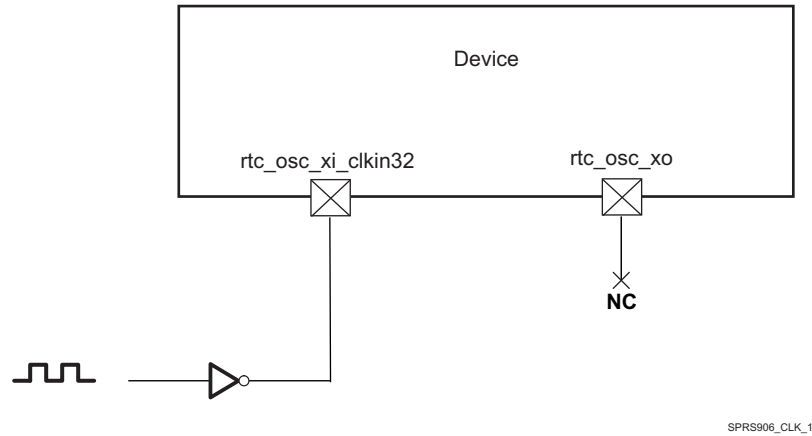 Device
rtc_osc_xi_clkin32
rtc_osc_xo
NC
SPRS906_CLK_1